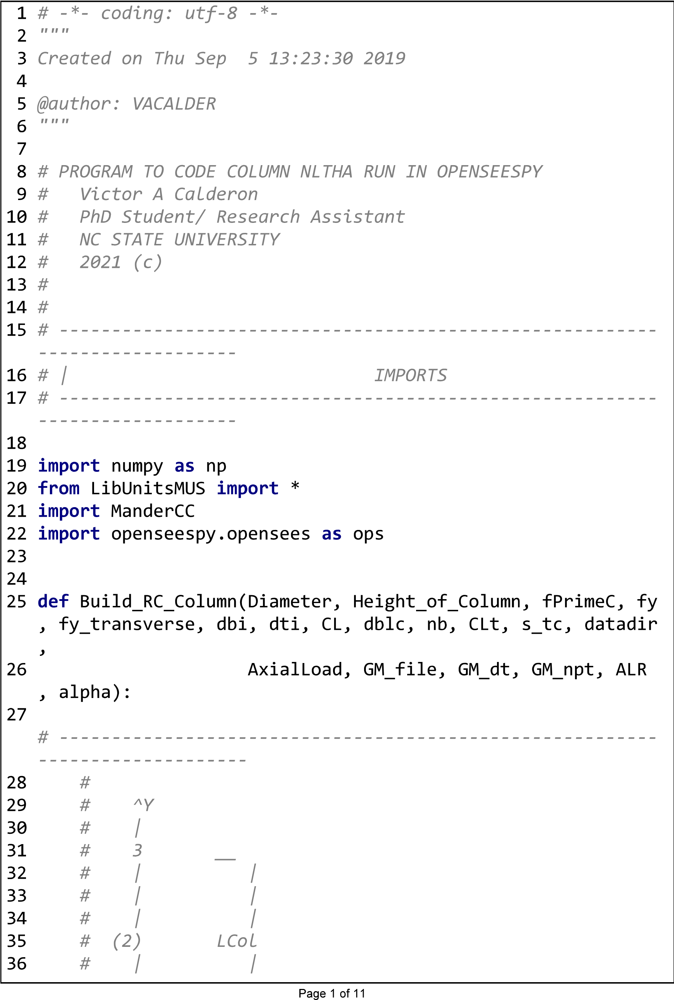 1 # -*- coding: utf-8 -*-
2 """
3 Created on Thu Sep  5 13:23:30 2019
4
5 @author: VACALDER
6 """
7
8 # PROGRAM TO CODE COLUMN NLTHA RUN IN OPENSEESPY
9 #   Victor A Calderon
10 #   PhD Student/ Research Assistant
11 #   NC STATE UNIVERSITY
12 #   2021 (c)
13 #
14 #
15 # ---------------------------------------------------------
-------------------
16 # |                             IMPORTS
17 # ---------------------------------------------------------
-------------------
18
19 import numpy as np
20 from LibUnitsMUS import *
21 import ManderCC
22 import openseespy.opensees as ops
23
24
25 def Build_RC_Column(Diameter, Height_of_Column, fPrimeC, fy
, fy_transverse, dbi, dti, CL, dblc, nb, CLt, s_tc, datadir
,
26                     AxialLoad, GM_file, GM_dt, GM_npt, ALR
, alpha):
27
# ---------------------------------------------------------
--------------------
28     #
29     #    ^Y
30     #    |
31     #    3       __
32     #    |          |
33     #    |          |
34     #    |          |
35     #  (2)       LCol
36     #    |          |
Page 1 of 11